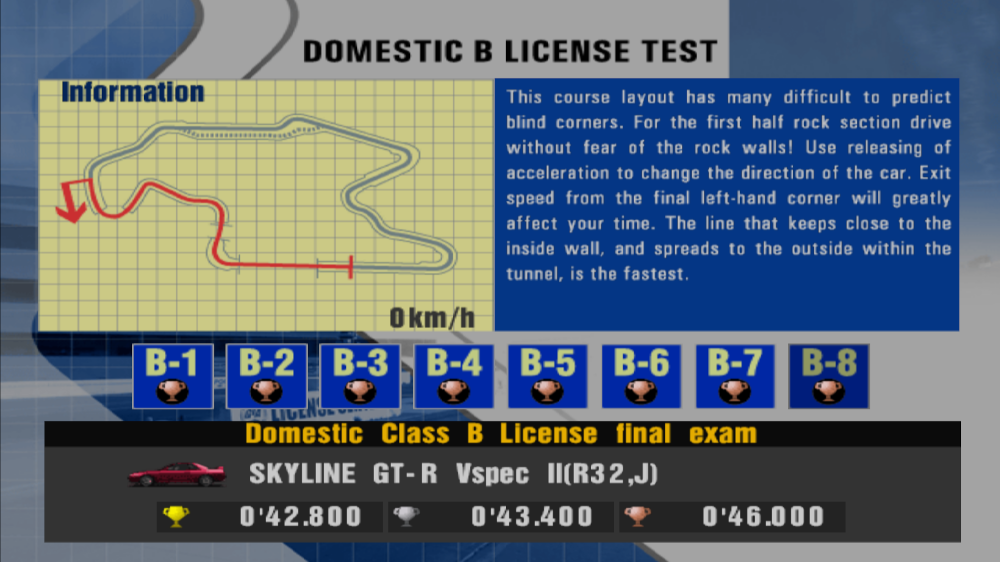 DOMESTIC B LICENSE TEST
Information
This course layout has many difficult to predict
blind corners. For the first half rock section drive
without fear of the rock walls! Use releasing of
acceleration to change the direction of the car. Exit
speed from the final left-hand corner will greatly
affect your time. The line that keeps close to the
inside wall, and spreads to the outside within the
tunnel, is the fastest.
0km/h
B-1 B-2 B-3 B-4 B-5 B-6 B-7 B-8
Domestic Class B License final exam
SKYLINE GT-R Vspec II(R32,J)
0'42.800 0'43.400 0'46.000